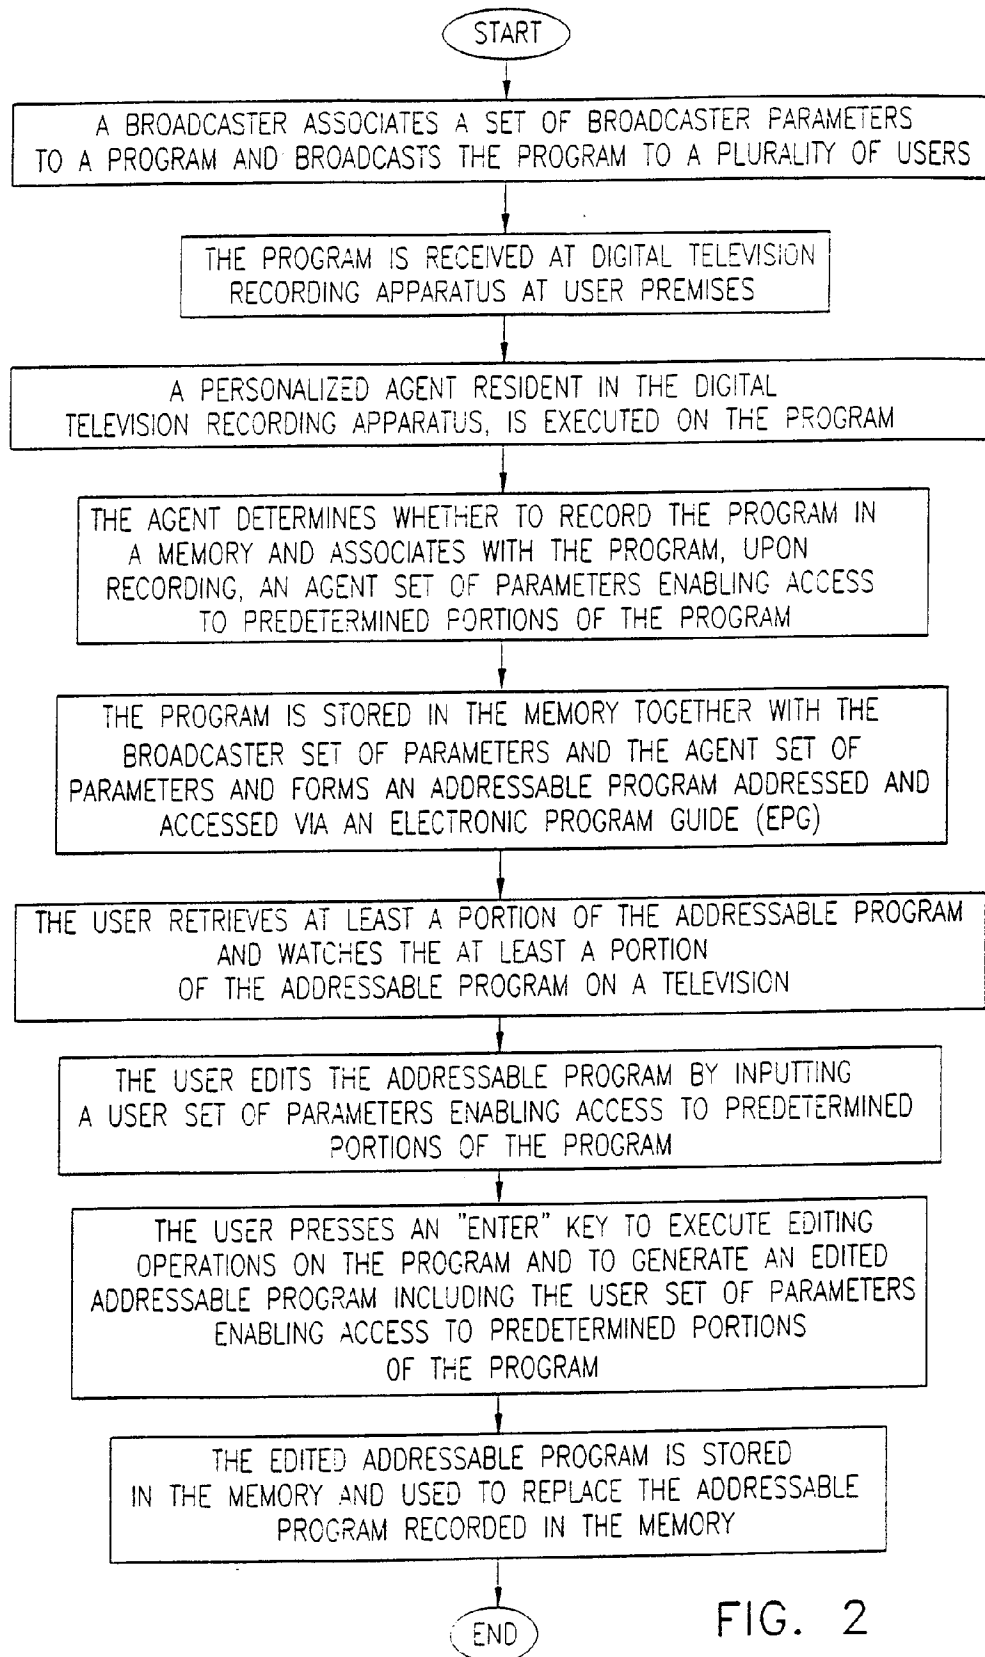 START
A BROADCASTER ASSOCIATES A SET OF BROADCASTER PARAMETERS
TO A PROGRAM AND BROADCASTS THE PROGRAM TO A PLURALITY OF USERS
THE PROGRAM IS RECEIVED AT DIGITAL TELEVISION
RECORDING APPARATUS AT USER PREMISES
A PERSONALIZED AGENT RESIDENT IN THE DIGITAL
TELEVISION RECORDING APPARATUS, IS EXECUTED ON THE PROGRAM
THE AGENT DETERMINES WHETHER TO RECORD THE PROGRAM IN
A MEMORY AND ASSOCIATES WITH THE PROGRAM, UPON
RECORDING, AN AGENT SET OF PARAMETERS ENABLING ACCESS
TO PREDETERMINED PORTIONS OF THE PROGRAM
THE PROGRAM IS STORED IN THE MEMORY TOGETHER WITH THE
BROADCASTER SET OF PARAMETERS AND THE AGENT SET OF
PARAMETERS AND FORMS AN ADDRESSABLE PROGRAM ADDRESSED AND
ACCESSED VIA AN ELECTRONIC PROGRAM GUIDE (EPG)
THE USER RETRIEVES AT LEAST A PORTION OF THE ADDRESSABLE PROGRAM
AND WATCHES THE AT LEAST A PORTION
OF THE ADDRESSABLE PROGRAM ON A TELEVISION
THE USER EDITS THE ADDRESSABLE PROGRAM BY INPUTTING
A USER SET OF PARAMETERS ENABLING ACCESS TO PREDETERMINED
PORTIONS OF THE PROGRAM
THE USER PRESSES AN "ENTER" KEY TO EXECUTE EDITING
OPERATIONS ON THE PROGRAM AND TO GENERATE AN EDITED
ADDRESSABLE PROGRAM INCLUDING THE USER SET OF PARAMETERS
ENABLING ACCESS TO PREDETERMINED PORTIONS
OF THE PROGRAM
THE EDITED ADDRESSABLE PROGRAM IS STORED
IN THE MEMORY AND USED TO REPLACE THE ADDRESSABLE
PROGRAM RECORDED IN THE MEMORY
END
FIG. 2